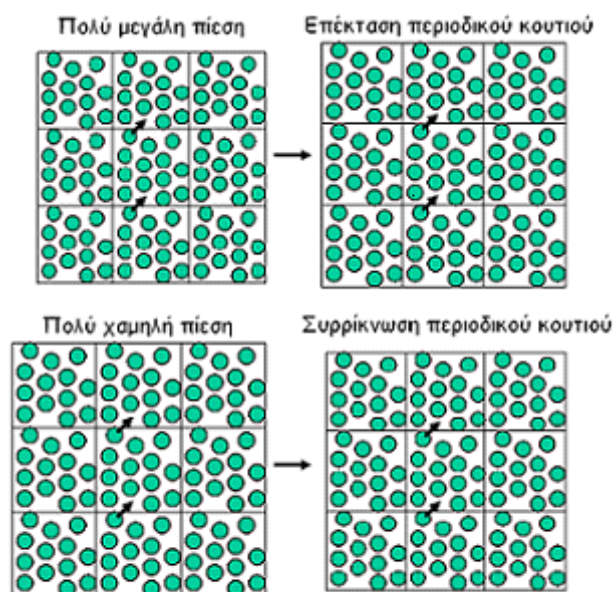 Πολύ μεγάλη πίεση
Επέκταση περιοδικού κουτιού
Πολύ χαμηλή πίεση
Συρρίκνωση περιοδικού κουτιού